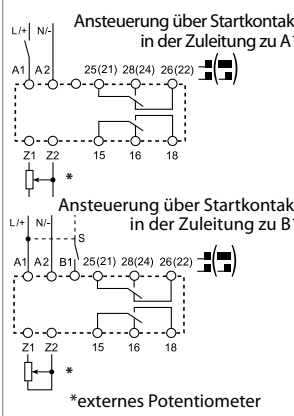 Ansteuerung über Startkontak
in der Zuleitung zu A1
L/+ N/-
A1 A2 25(21) 28(24) 26(22)
Z1 Z2 15 16 18
*
Ansteuerung über Startkontak
in der Zuleitung zu B1
L/+ N/-
S
A1 A2 B1 25(21) 28(24) 26(22)
Z1 Z2 15 16 18
*
*externes Potentiometer